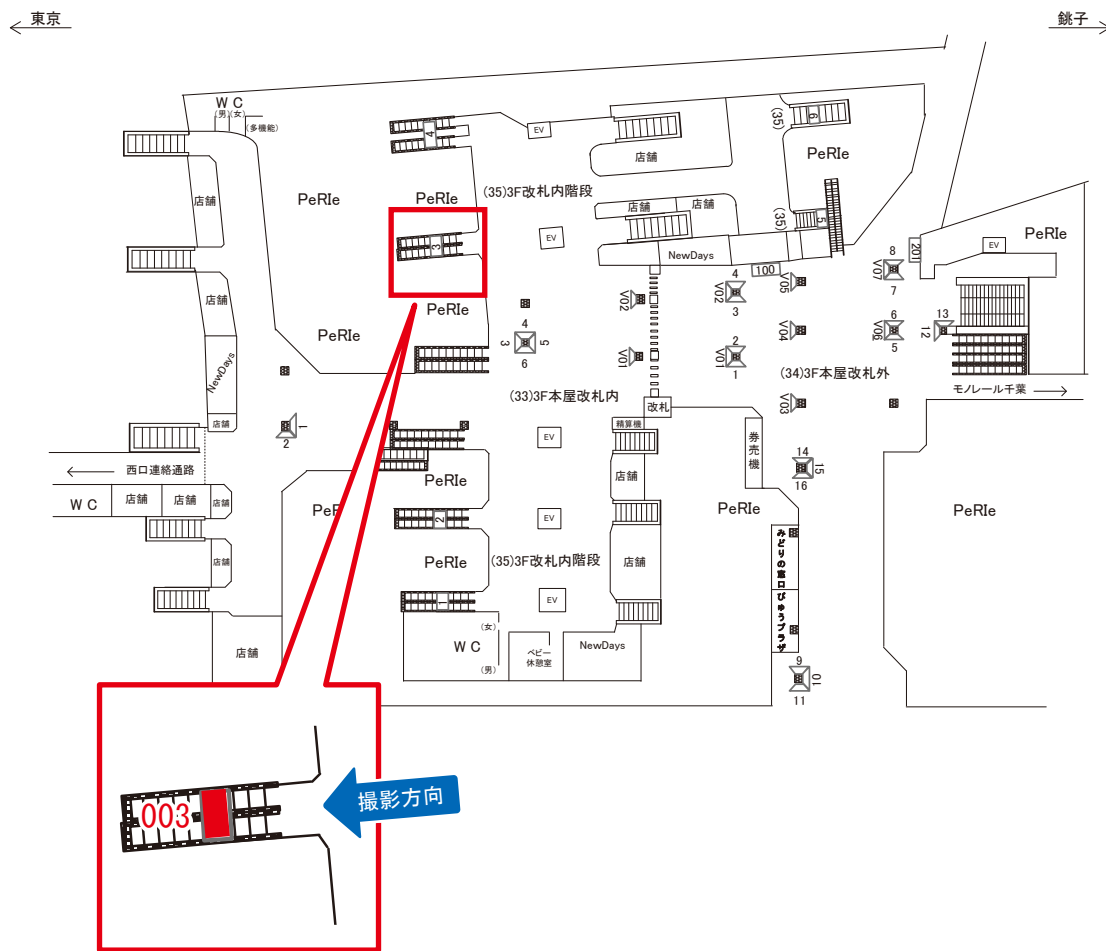 東京
銚子
WC
(男)(女)
(多機能)
EV
4
(35)
6
店舗
PeRIe
PeRIe
PeRIe
(35)3F改札内階段
店舗
店舗
店舗
(35)
5
3
EV
NewDays
100
8
V07
7
201
EV
PeRIe
店舗
PeRIe
PeRIe
V02
4
V02
3
V05
4
3
5
6
V01
2
V01
1
V04
6
V06
5
13
12
NewDays
(33)3F本屋改札内
(34)3F本屋改札外
モノレール千葉
改札
V03
店舗
1
2
精算機
EV
券売機
西口連絡通路
14
15
16
店舗
WC
店舗
店舗
店舗
PeR
PeRIe
2
EV
PeRIe
PeRIe
みどりの窓口
店舗
PeRIe
(35)3F改札内階段
店舗
1
EV
びゅうプラザ
店舗
WC
(女)
(男)
ベビー
休憩室
NewDays
9
10
11
003
撮影方向